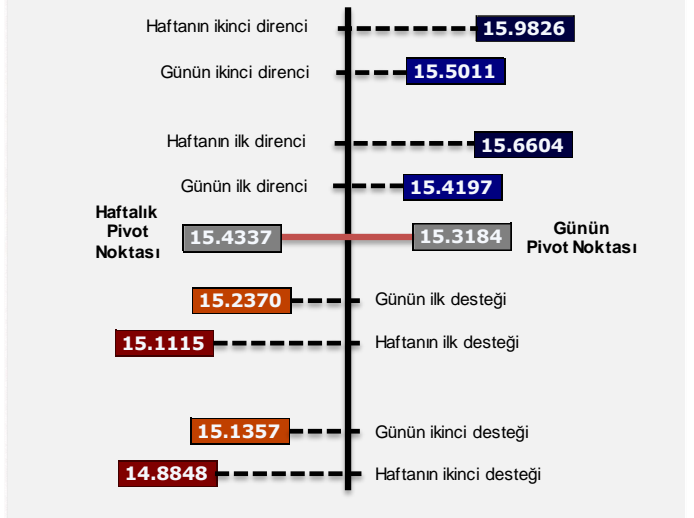 Haftanın ikinci direnci
15.9826
Günün ikinci direnci
15.5011
Haftanın ilk direnci
15.6604
Günün ilk direnci
15.4197
Haftalık
Pivot
Noktası
15.4337
15.3184
Günün
Pivot Noktası
15.2370
Günün ilk desteği
15.1115
Haftanın ilk desteği
15.1357
Günün ikinci desteği
14.8848
Haftanın ikinci desteği